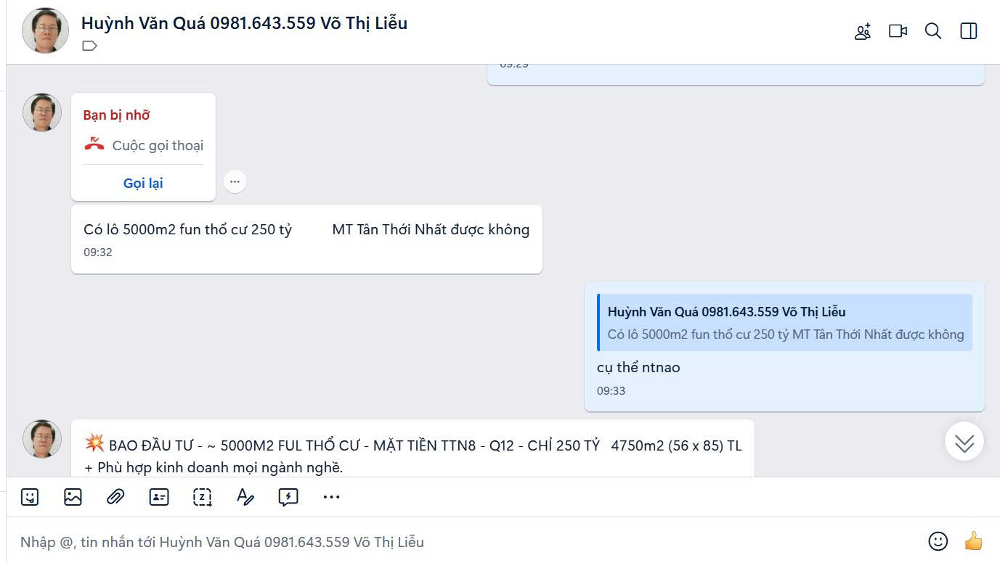 Huỳnh Văn Quá 0981.643.559 Võ Thị Liễu
09:29
Bạn bị nhỡ
Cuộc gọi thoại
Gọi lại
Có lô 5000m2 fun thổ cư 250 tỷ MT Tân Thới Nhất được không
09:32
Huỳnh Văn Quá 0981.643.559 Võ Thị Liễu
Có lô 5000m2 fun thổ cư 250 tỷ MT Tân Thới Nhất được không
cụ thể ntnao
09:33
💥 BAO ĐẦU TƯ - ~ 5000M2 FUL THỔ CƯ - MẶT TIỀN TTN8 - Q12 - CHỈ 250 TỶ 4750m2 (56 x 85) TL
+ Phù hợp kinh doanh mọi ngành nghề.
Nhập @, tin nhắn tới Huỳnh Văn Quá 0981.643.559 Võ Thị Liễu